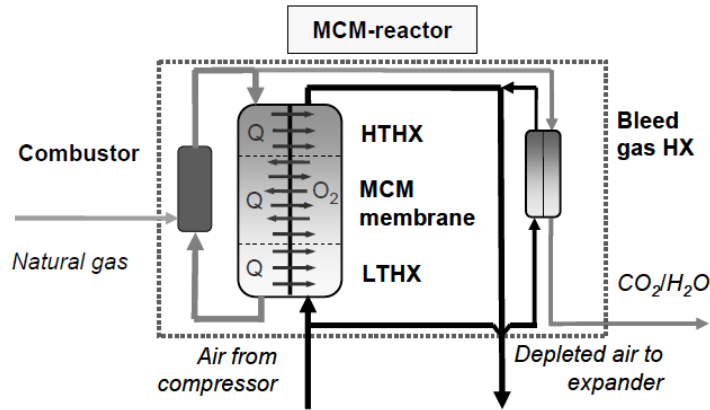 MCM-reactor
Combustor
Natural gas
Q
HTHX
Q
O2
MCM
membrane
Q
LTHX
Bleed
gas HX
CO2/H2O
Air from
compressor
Depleted air to
expander